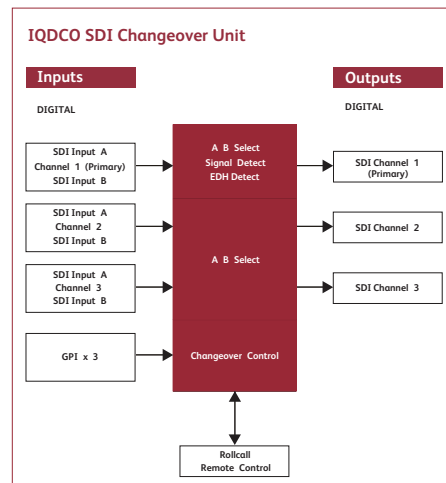 IQDCO SDI Changeover Unit
Inputs
Outputs
DIGITAL
DIGITAL
SDI Input A
Channel 1 (Primary)
SDI Input B
A B Select
Signal Detect
EDH Detect
SDI Channel 1
(Primary)
SDI Input A
Channel 2
SDI Input B
SDI Channel 2
A B Select
SDI Input A
Channel 3
SDI Input B
SDI Channel 3
GPI x 3
Changeover Control
Rollcall
Remote Control